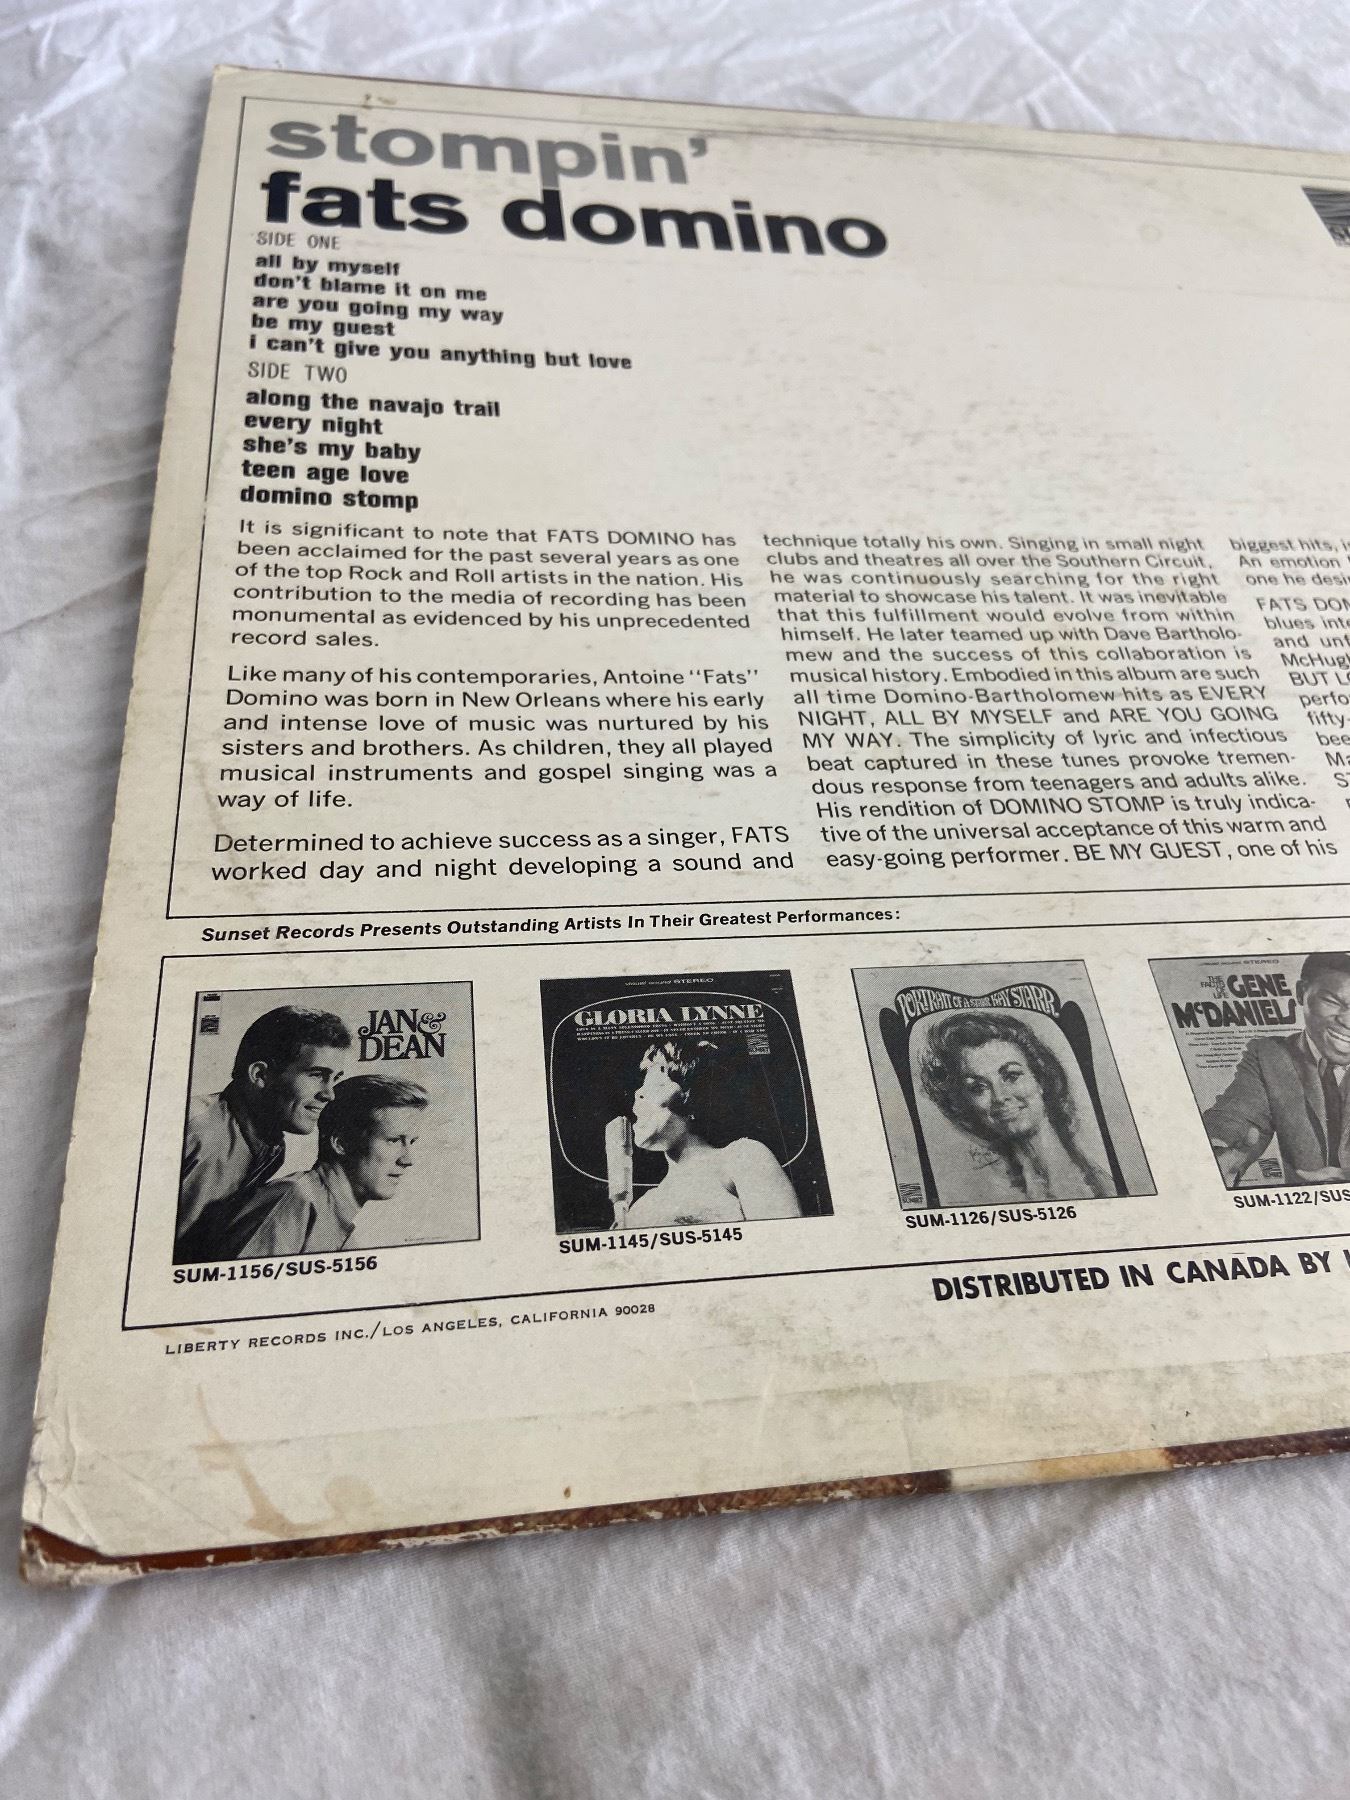 stompin'
fats domino
SIDE ONE
all by myself
don't blame it on me
are you going my way
be my guest
i can't give you anything but love
SIDE TWO
along the navajo trail
every night
she's my baby
teen age love
domino stomp
It is significant to note that FATS DOMINO has
been acclaimed for the past several years as one
of the top Rock and Roll artists in the nation. His
contribution to the media of recording has been
monumental as evidenced by his unprecedented
record sales.
Like many of his contemporaries, Antoine "Fats"
Domino was born in New Orleans where his early
and intense love of music was nurtured by his
sisters and brothers. As children, they all played
musical instruments and gospel singing was a
way of life.
Determined to achieve success as a singer, FATS
worked day and night developing a sound and
technique totally his own. Singing in small night
clubs and theatres all over the Southern Circuit,
he was continuously searching for the right
material to showcase his talent. It was inevitable
that this fulfillment would evolve from within
himself. He later teamed up with Dave Bartholo-
mew and the success of this collaboration is
musical history. Embodied in this album are such
all time Domino-Bartholomew hits as EVERY
NIGHT, ALL BY MYSELF and ARE YOU GOING
MY WAY. The simplicity of lyric and infectious
beat captured in these tunes provoke tremen-
dous response from teenagers and adults alike.
His rendition of DOMINO STOMP is truly indica-
tive of the universal acceptance of this warm and
easy-going performer. BE MY GUEST, one of his
biggest hits,
An emotion
one he
FATS
blues
and
BUT
fifty-
Sunset Records Presents Outstanding Artists In Their Greatest Performances:
JAN &
DEAN
SUM-1156/SUS-5156
STEREO
GLORIA LYNNE
SUM-1145/SUS-5145
PORTRAIT OF A STARR KAY STARR
SUM-1126/SUS-5126
STEREO
THE
FACTS
OF
LIFE
GENE
McDANIELS
SUM-1122/SUS
DISTRIBUTED IN CANADA BY
LIBERTY RECORDS INC./LOS ANGELES, CALIFORNIA 90028